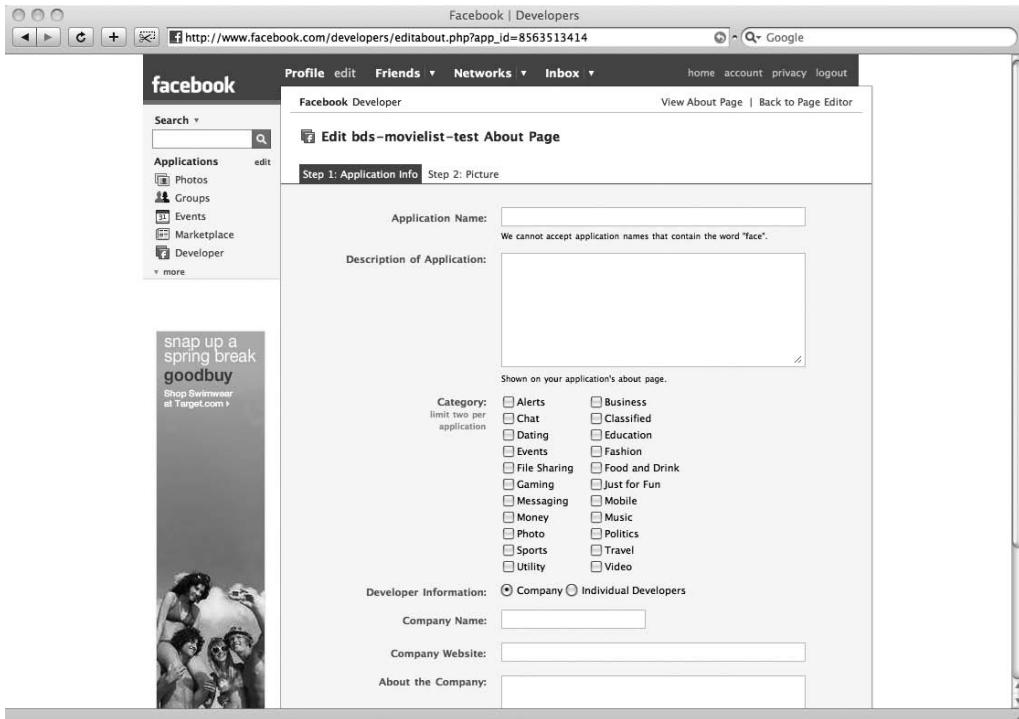 Facebook | Developers
http://www.facebook.com/developers/editabout.php?app_id=8563513414
Google
facebook
Profile edit Friends Networks Inbox
home account privacy logout
Search
Applications edit
Photos
Groups
31 Events
Marketplace
Developer
more
snap up a
spring break
goodbuy
Shop Swimwear
at Target.com
Facebook Developer
View About Page | Back to Page Editor
Edit bds-movielist-test About Page
Step 1: Application Info Step 2: Picture
Application Name:
We cannot accept application names that contain the word "face".
Description of Application:
Shown on your application's about page.
Category:
limit two per
application
Alerts Business
Chat Classified
Dating Education
Events Fashion
File Sharing Food and Drink
Gaming Just for Fun
Messaging Mobile
Money Music
Photo Politics
Sports Travel
Utility Video
Developer Information: Company Individual Developers
Company Name:
Company Website:
About the Company: